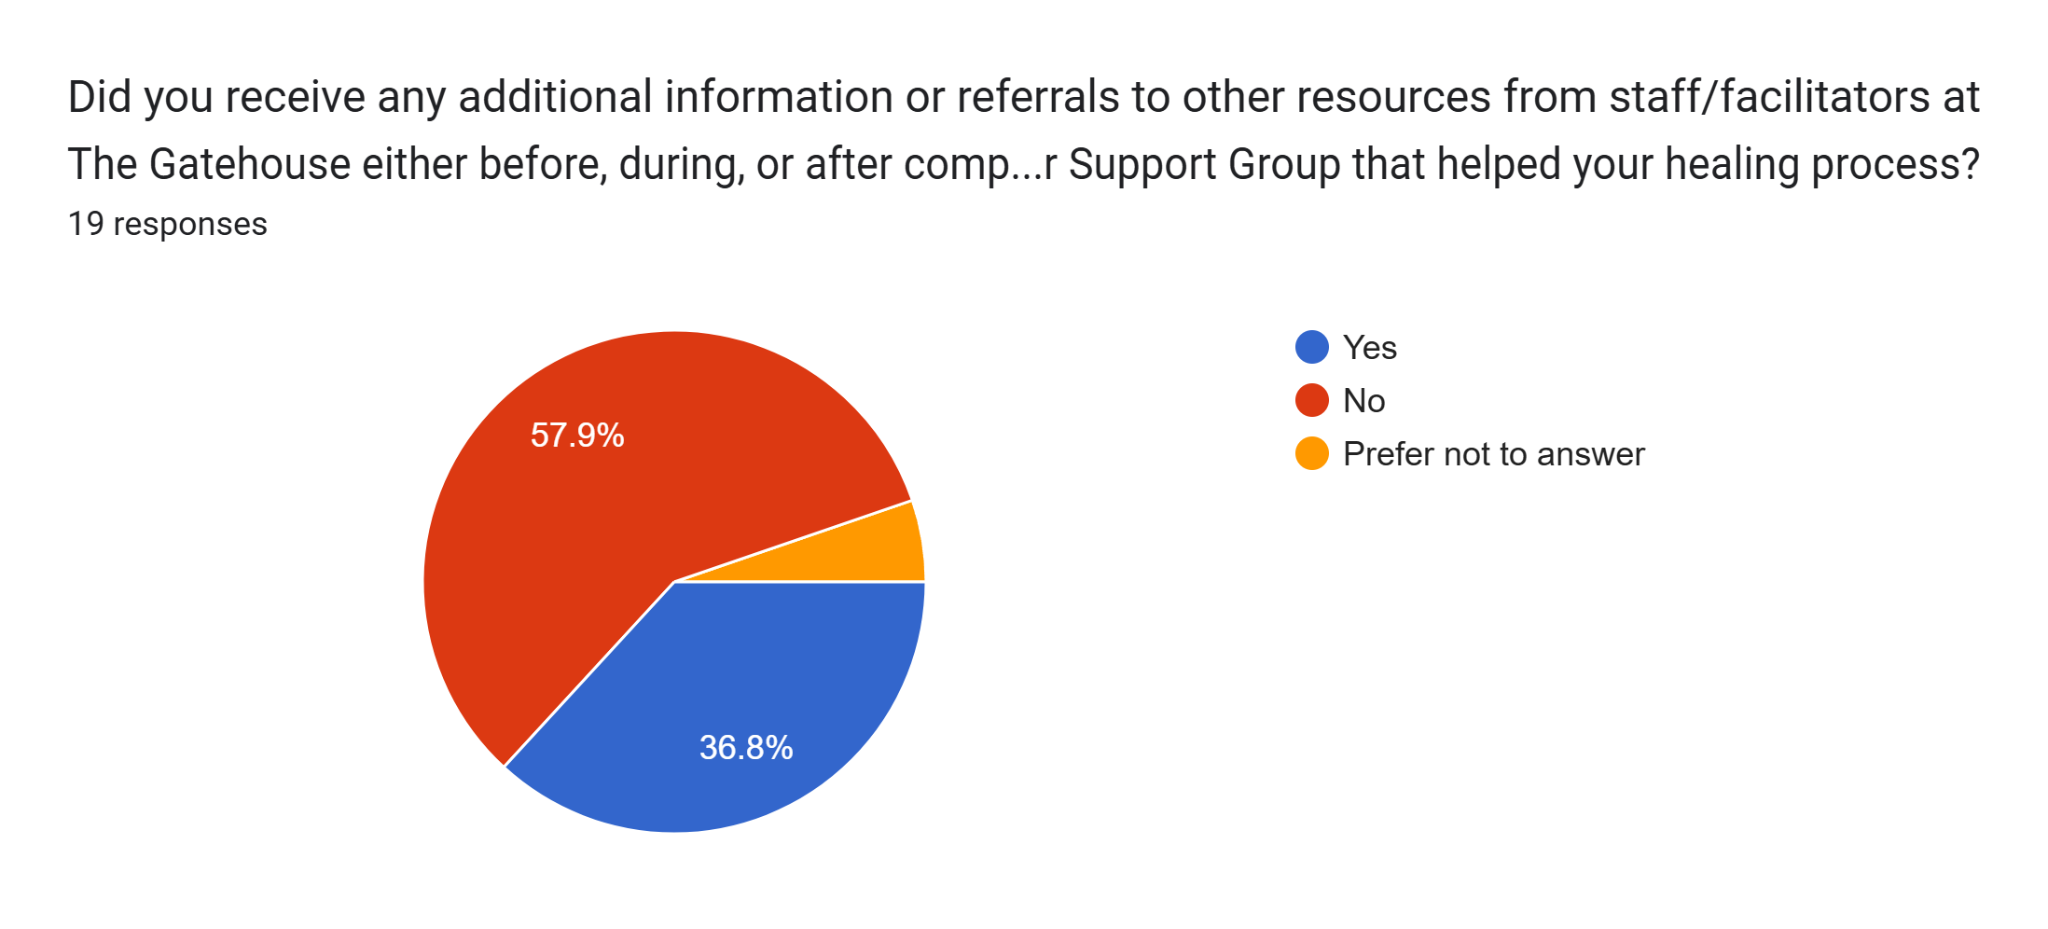 Did you receive any additional information or referrals to other resources from staff/facilitators at
The Gatehouse either before, during, or after comp...r Support Group that helped your healing process?
19 responses
Yes
No
Prefer not to answer
57.9%
36.8%